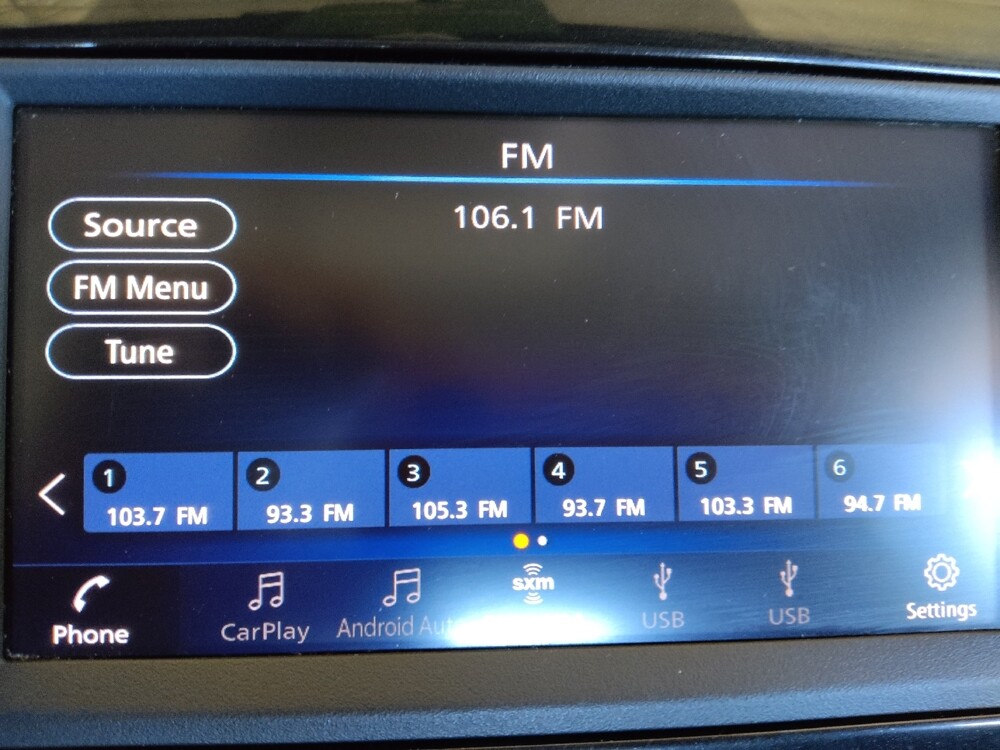 FM
106.1 FM
Source
FM Menu
Tune
1 2 3 4 5 6
103.7 FM 93.3 FM 105.3 FM 93.7 FM 103.3 FM 94.7 FM
sxm
Phone CarPlay Android USB USB Settings